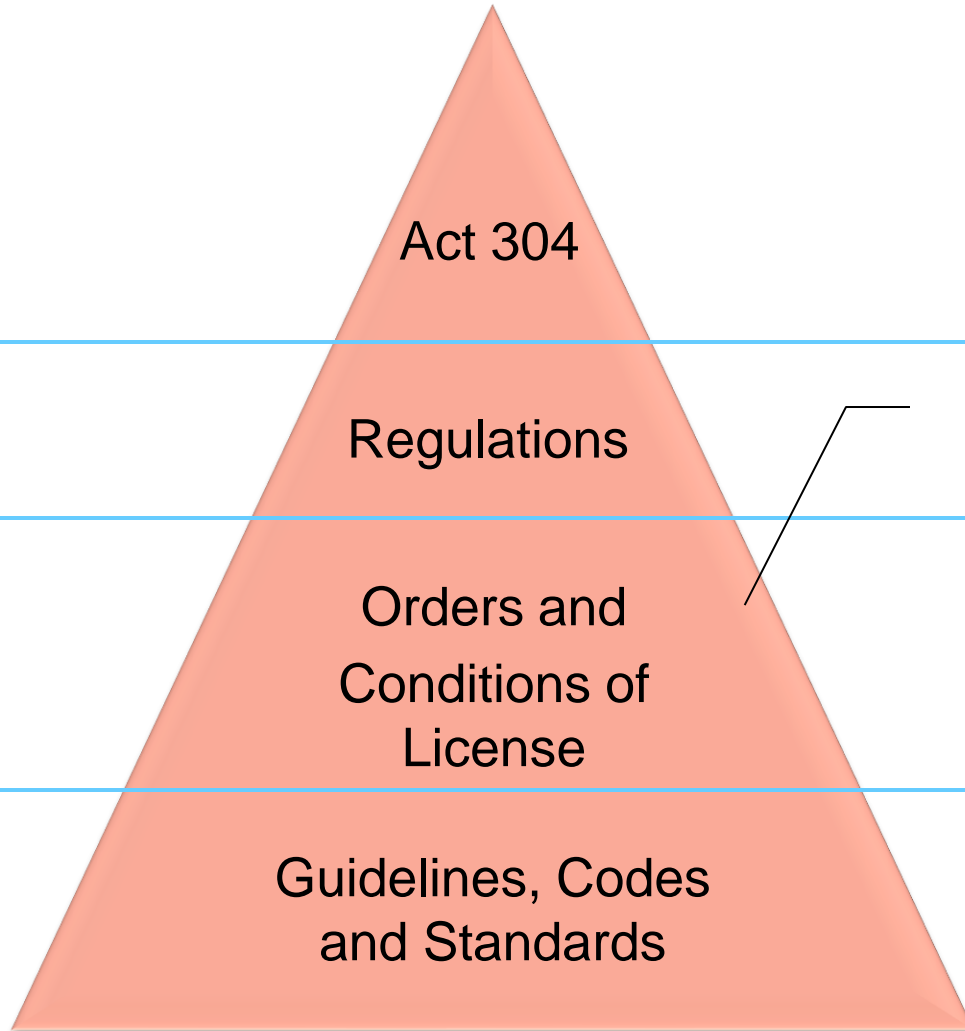 Act 304
Regulations
Orders and
Conditions of
License
Guidelines, Codes
and Standards